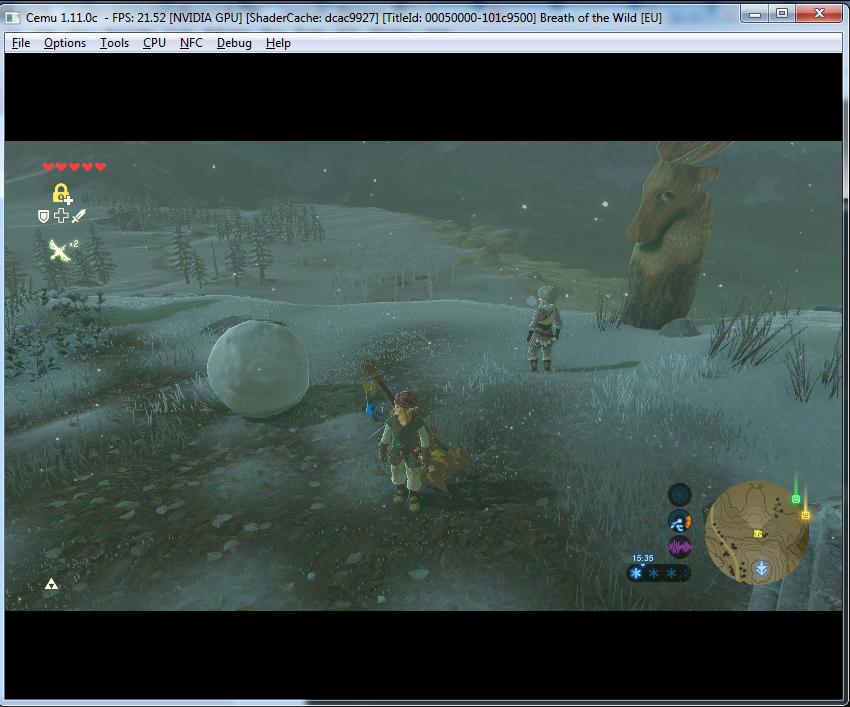 Cemu 1.11.0c - FPS: 21.52 [NVIDIA GPU] [ShaderCache: dcac9927] [TitleId: 00050000-101c9500] Breath of the Wild [EU]
File Options Tools CPU NFC Debug Help
×2
15:35